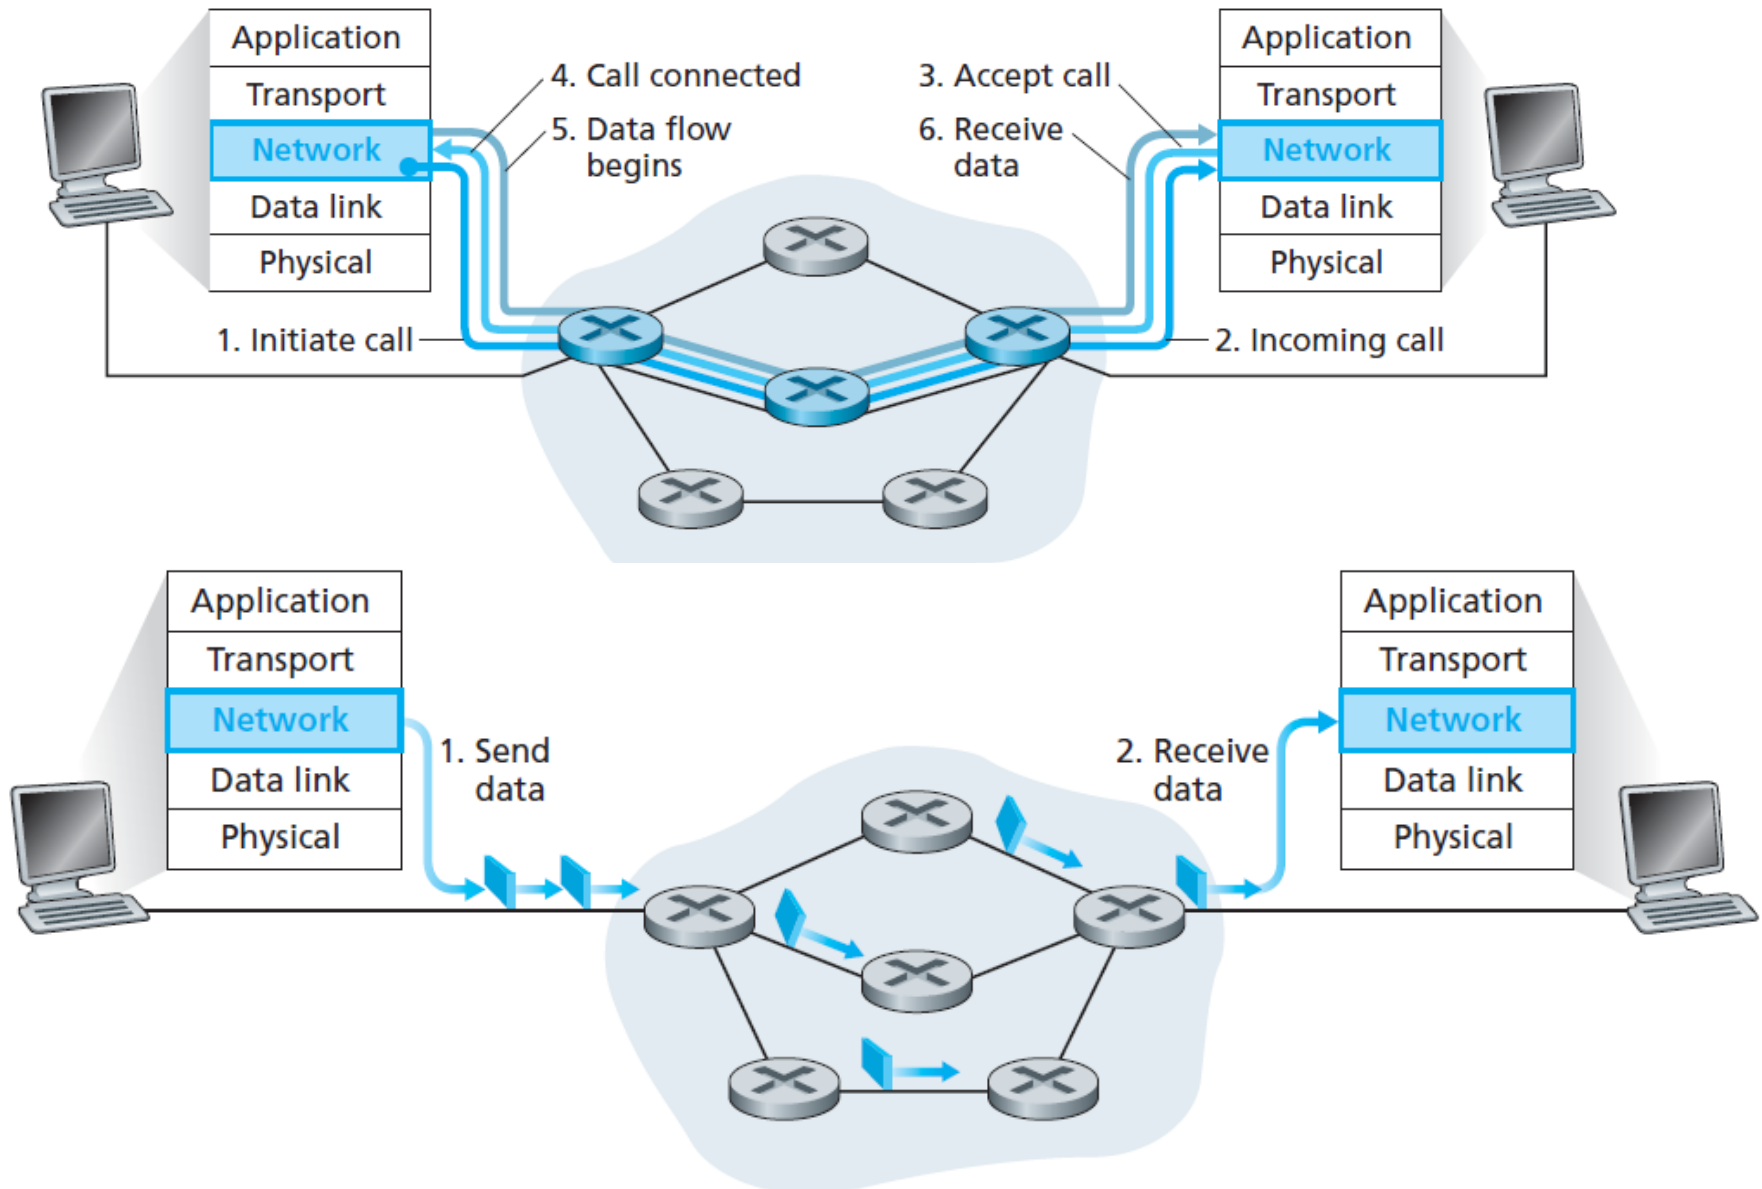 Application
Transport
Network
Data link
Physical
4. Call connected
5. Data flow
begins
1. Initiate call
3. Accept call
6. Receive
data
2. Incoming call
Application
Transport
Network
Data link
Physical
Application
Transport
Network
Data link
Physical
1. Send
data
2. Receive
data
Application
Transport
Network
Data link
Physical